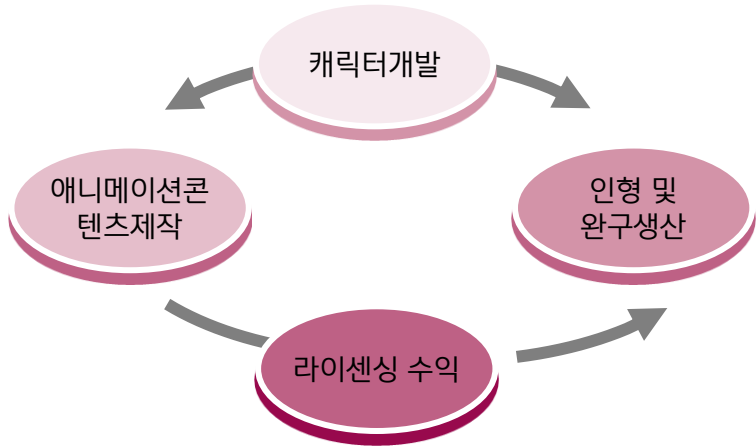 캐릭터개발
애니메이션콘
텐츠제작
인형 및
완구생산
라이센싱 수익